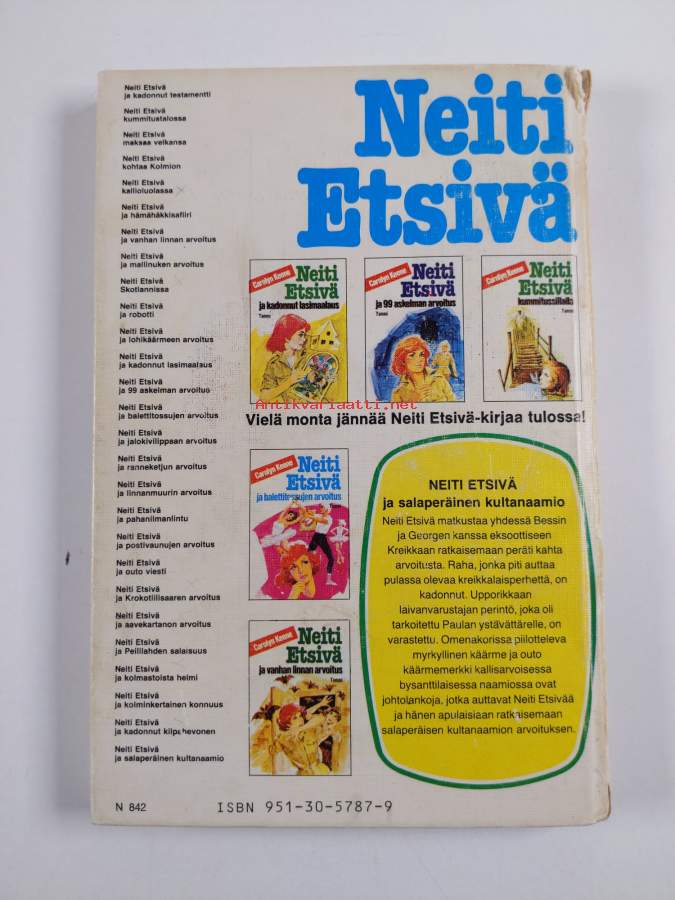 Neiti Etsivä
ja kadonnut testamentti
Neiti Etsivä
kummitustalossa
Neiti Etsivä
maksaa velkansa
Neiti Etsivä
kohtaa Kolmion
Neiti Etsivä
kallioluolassa
Neiti Etsivä
ja hämähäkkisafiiri
Neiti Etsivä
ja vanhan linnan arvoitus
Neiti Etsivä
ja mallinuken arvoitus
Neiti Etsivä
Skotlannissa
Neiti Etsivä
ja robotti
Neiti Etsivä
ja lohikäärmeen arvoitus
Neiti Etsivä
ja kadonnut lasimaalaus
Neiti Etsivä
ja 99 askelman arvoitus
Neiti Etsivä
ja balettitossujen arvoitus
Neiti Etsivä
ja jalokivilippaan arvoitus
Neiti Etsivä
ja ranneketjun arvoitus
Neiti Etsivä
ja linnanmuurin arvoitus
Neiti Etsivä
ja pahanilmanlintu
Neiti Etsivä
ja postivaunujen arvoitus
Neiti Etsivä
ja outo viesti
Neiti Etsivä
ja Krokotiilisaaren arvoitus
Neiti Etsivä
ja aavekartanon arvoitus
Neiti Etsivä
ja Peililahden salaisuus
Neiti Etsivä
ja kolmastoista helmi
Neiti Etsivä
ja kolminkertainen konnuus
Neiti Etsivä
ja kadonnut kilpahevonen
Neiti Etsivä
ja salaperäinen kultanaamio
N 842
Neiti
Etsivä
Carolyn Keene
Neiti
Etsivä
ja kadonnut lasimaalaus
Tammi
Carolyn Keene
Neiti
Etsivä
ja 99 askelman arvoitus
Tammi
Carolyn Keene
Neiti
Etsivä
kummitussillalla
Tammi
Antikvariaatti.net
Vielä monta jännää Neiti Etsivä-kirjaa tulossa!
Carolyn Keene
Neiti
Etsivä
ja balettitossujen arvoitus
Carolyn Keene
Neiti
Etsivä
ja vanhan linnan arvoitus
Tammi
NEITI ETSIVÄ
ja salaperäinen kultanaamio
Neiti Etsivä matkustaa yhdessä Bessin
ja Georgen kanssa eksoottiseen
Kreikkaan ratkaisemaan peräti kahta
arvoitusta. Raha, jonka piti auttaa
pulassa olevaa kreikkalaisperhettä, on
kadonnut. Upporikkaan
laivanvarustajan perintö, joka oli
tarkoitettu Paulan ystävättärelle, on
varastettu. Omenakorissa piilotteleva
myrkyllinen käärme ja outo
käärmemerkki kallisarvoisessa
bysanttilaisessa naamiossa ovat
johtolankoja, jotka auttavat Neiti Etsivää
ja hänen apulaisiaan ratkaisemaan
salaperäisen kultanaamion arvoituksen.
ISBN 951-30-5787-9